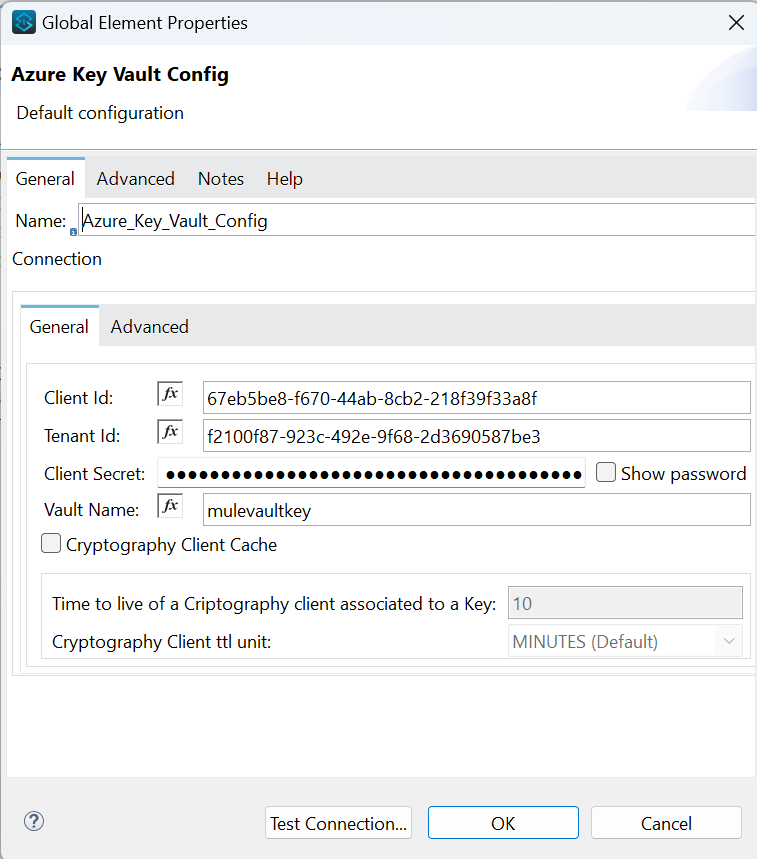 Global Element Properties
Azure Key Vault Config
Default configuration
General Advanced Notes Help
Name: Azure_Key_Vault_Config
Connection
General Advanced
Client Id: fx 67eb5be8-f670-44ab-8cb2-218f39f33a8f
Tenant Id: fx f2100f87-923c-492e-9f68-2d3690587be3
Client Secret: ●●●●●●●●●●●●●●●●●●●●●●●●●●●●●●●●●●●●●● Show password
Vault Name: fx mulevaultkey
Cryptography Client Cache
Time to live of a Criptography client associated to a Key: 10
Cryptography Client ttl unit: MINUTES (Default)
? Test Connection... OK Cancel